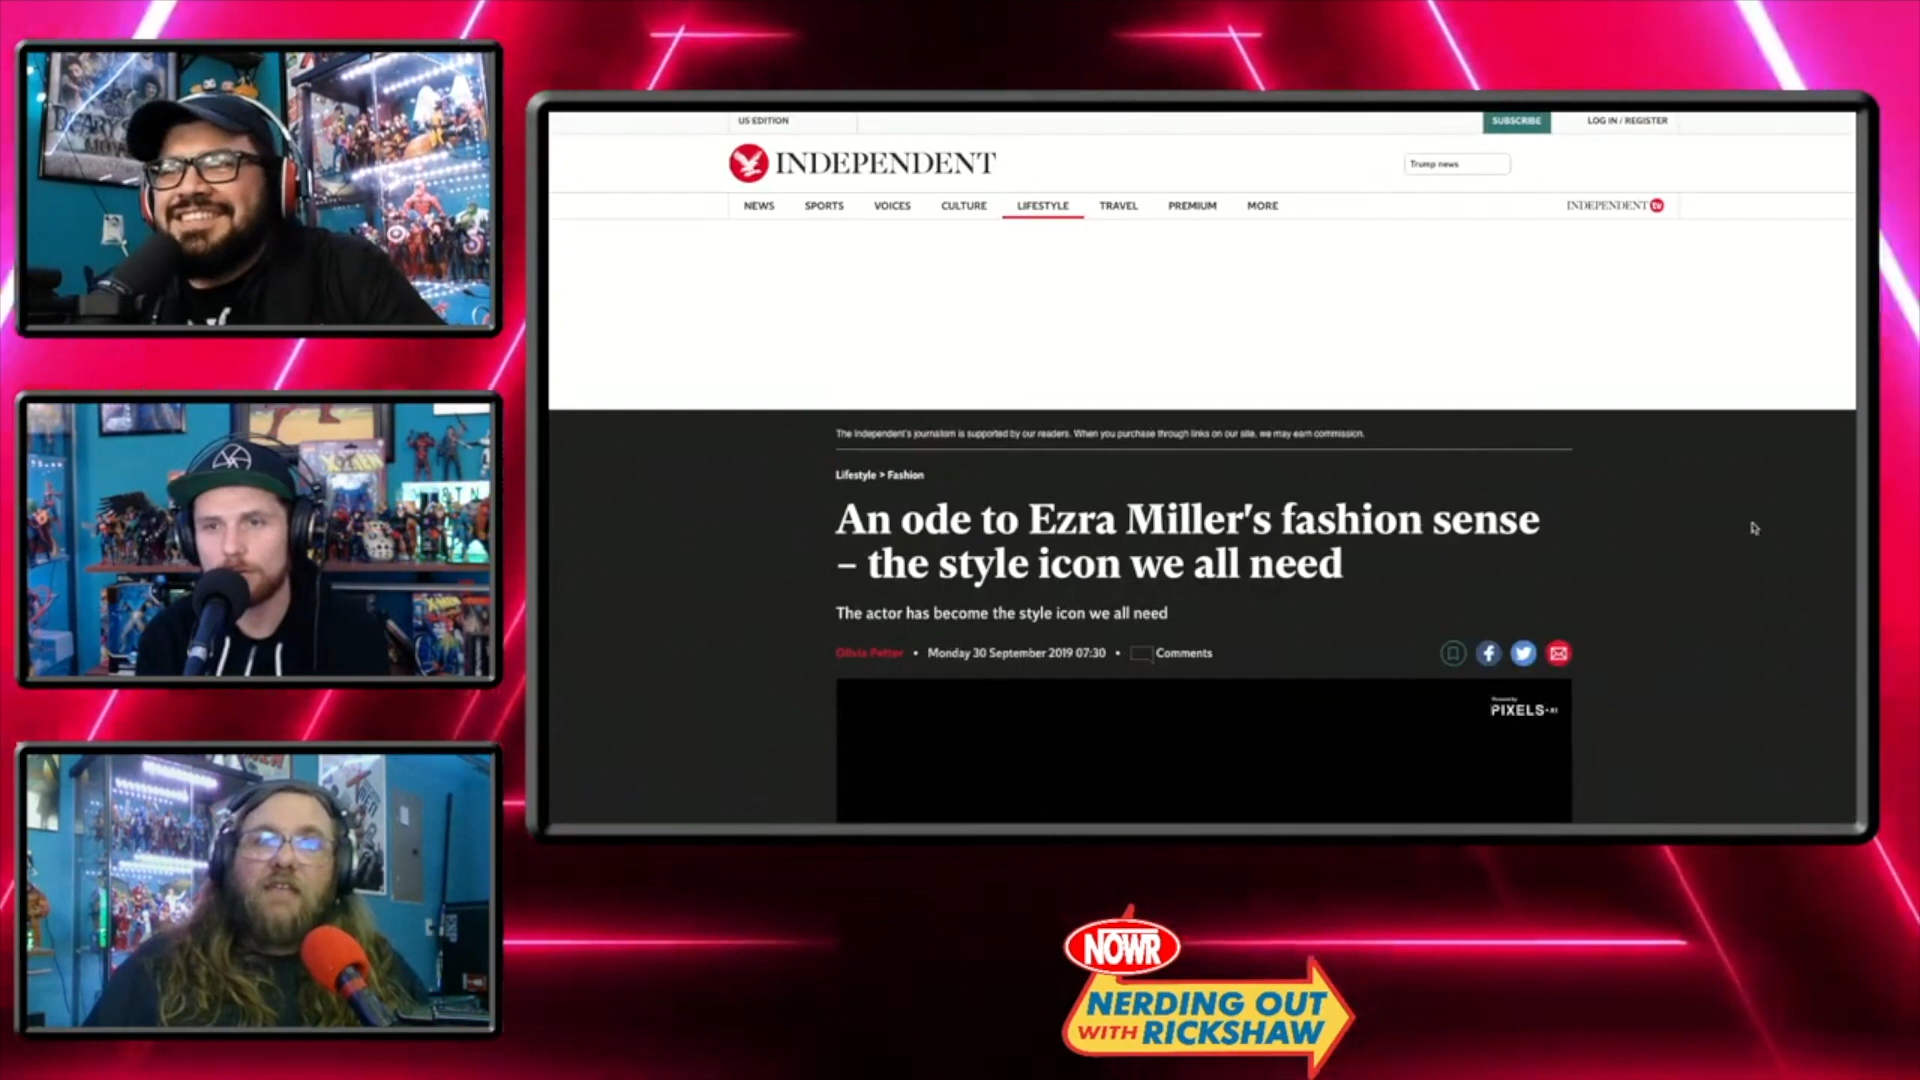 US EDITION
SUBSCRIBE
LOG IN / REGISTER
INDEPENDENT
Trump news
NEWS
SPORTS
VOICES
CULTURE
LIFESTYLE
TRAVEL
PREMIUM
MORE
INDEPENDENT tv
The Independent's journalism is supported by our readers. When you purchase through links on our site, we may earn commission.
Lifestyle > Fashion
An ode to Ezra Miller's fashion sense
– the style icon we all need
The actor has become the style icon we all need
Olivia Petter • Monday 30 September 2019 07:30 • Comments
PIXELS
X-MEN
NOWR
NERDING OUT
WITH RICKSHAW